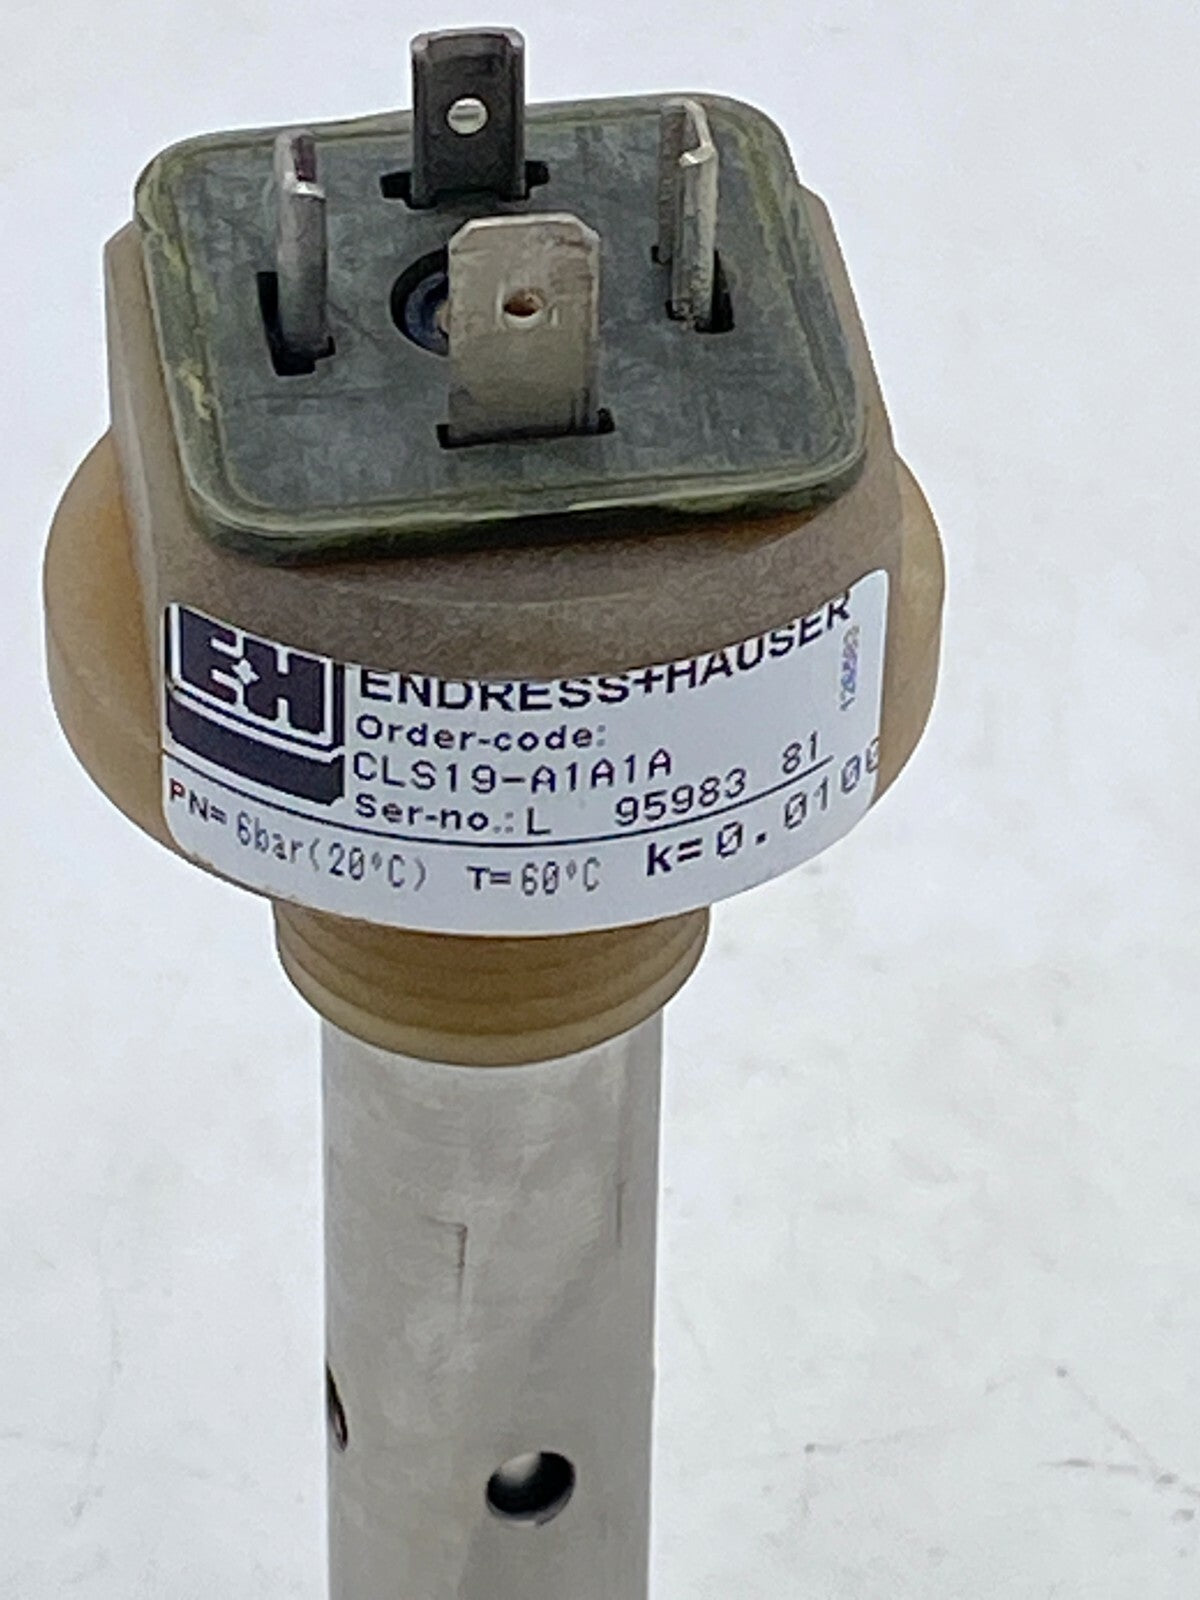 E+H
ENDRESS+HAUSER
Order-code:
CLS19-A1A1A
Ser-no.: L 95983 81
PN= 6bar(20°C) T= 60°C k=0.0100